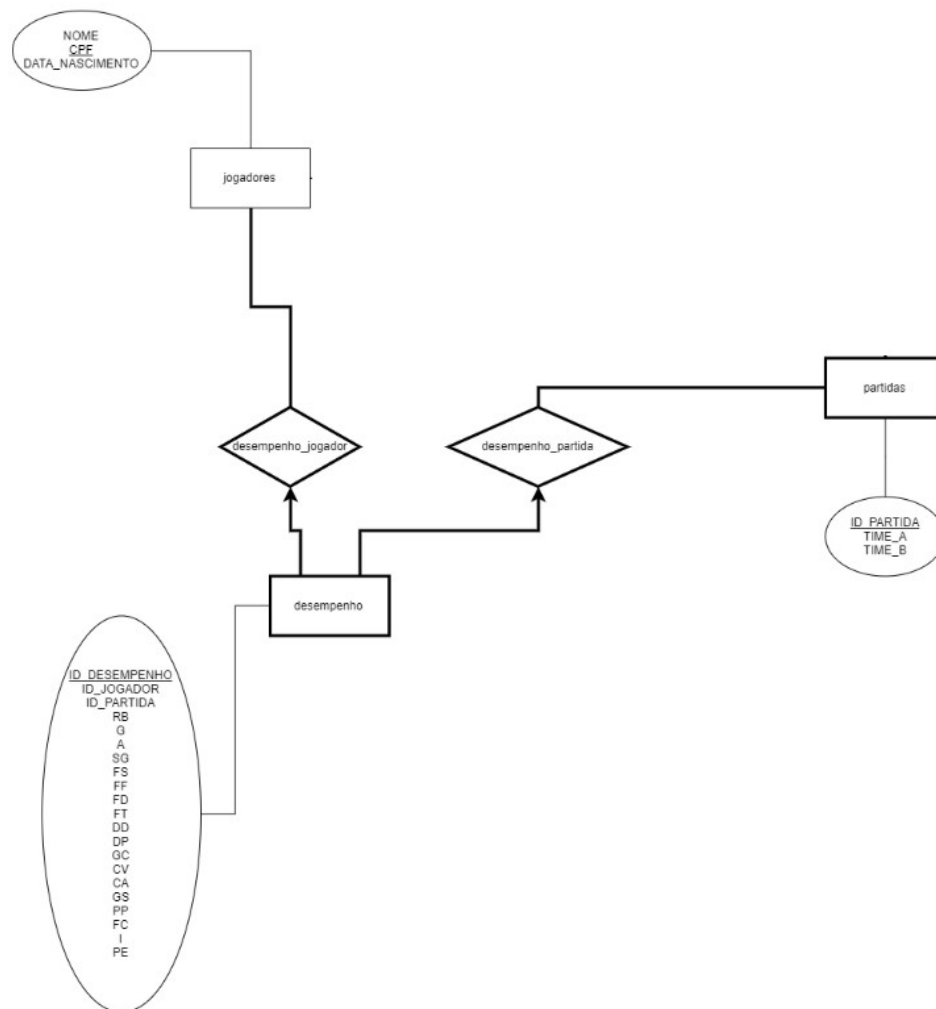 NOME
CPF
DATA_NASCIMENTO
jogadores
partidas
desempenho_jogador
desempenho_partida
ID_PARTIDA
TIME_A
TIME_B
desempenho
ID_DESEMPENHO
ID_JOGADOR
ID_PARTIDA
RB
G
A
SG
FS
FF
FD
FT
DD
DP
GC
CV
CA
GS
PP
FC
I
PE